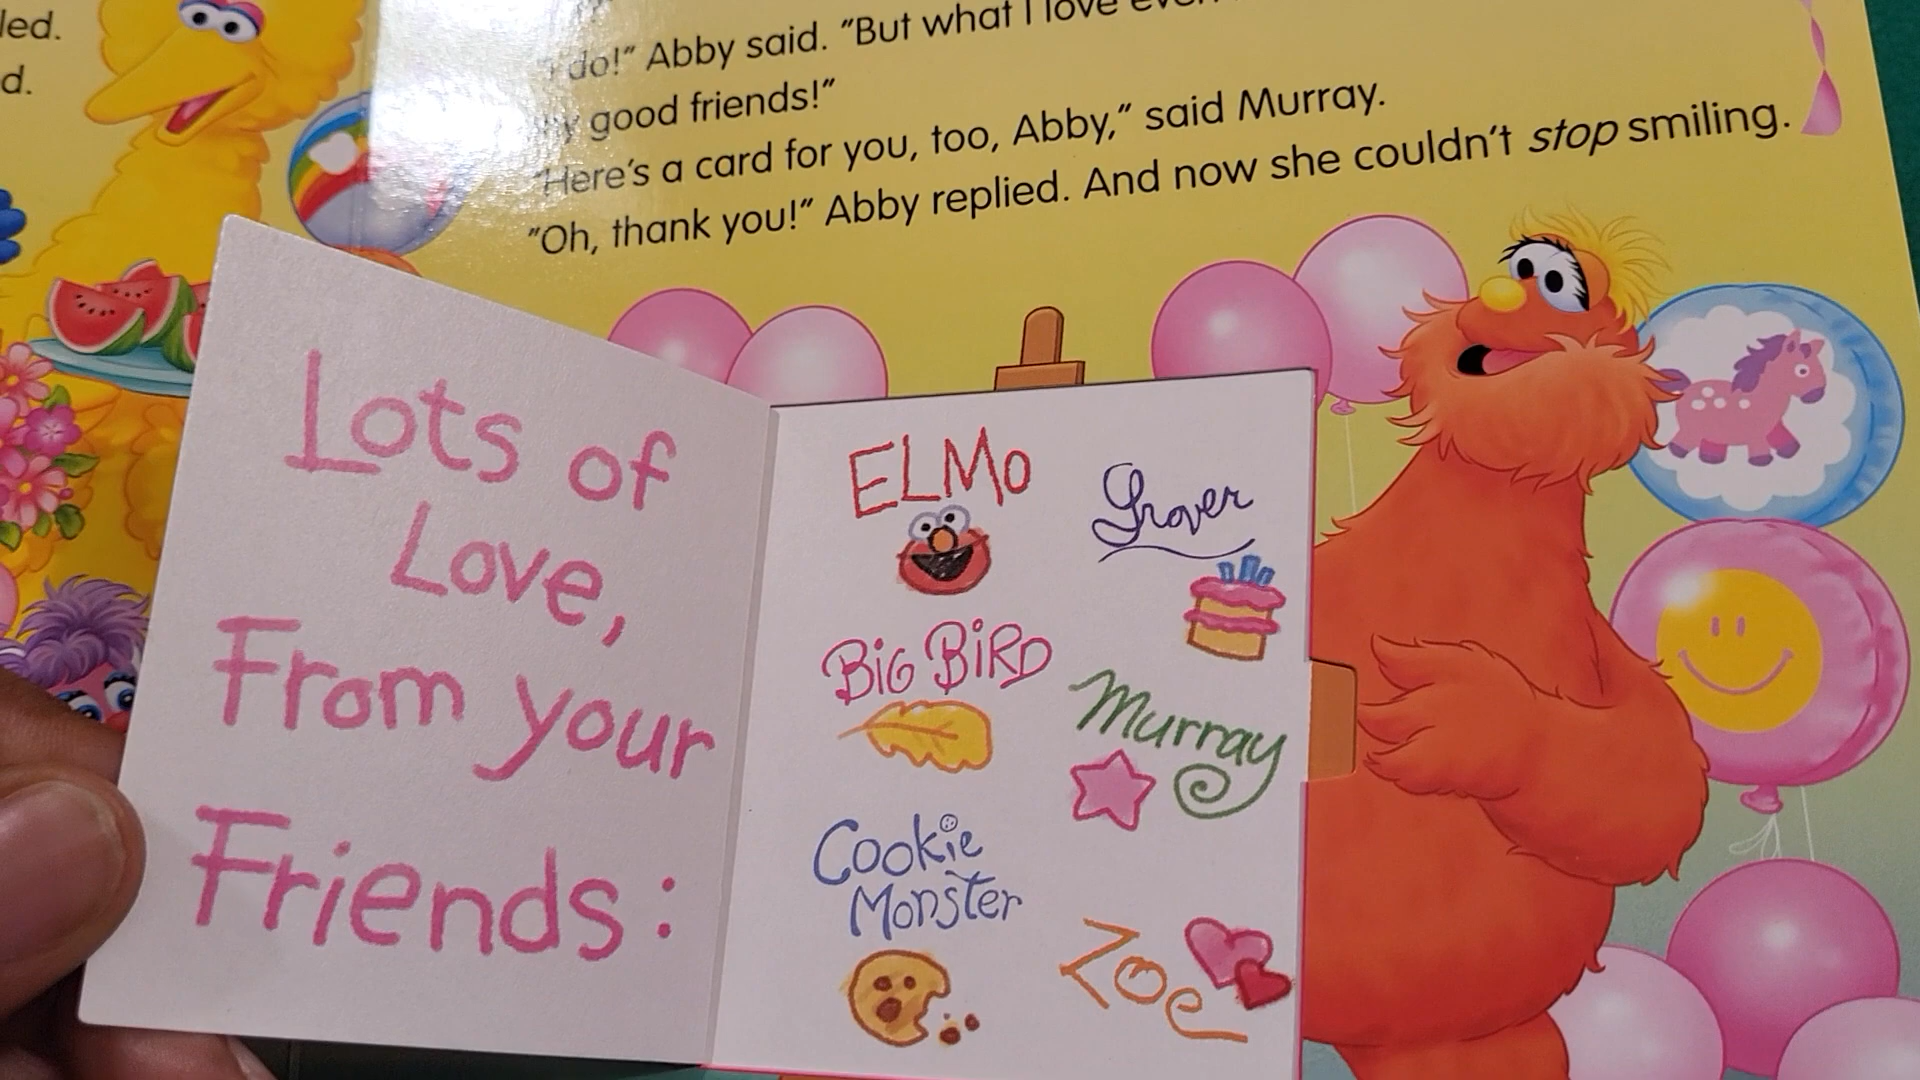 led.
d.
do!" Abby said. "But what I love
good friends!"
"Here's a card for you, too, Abby," said Murray.
"Oh, thank you!" Abby replied. And now she couldn't stop smiling.
Lots of
Love,
From your
Friends:
ELMO
Grover
BiG BiRD
Murray
Cookie
Monster
Zoe